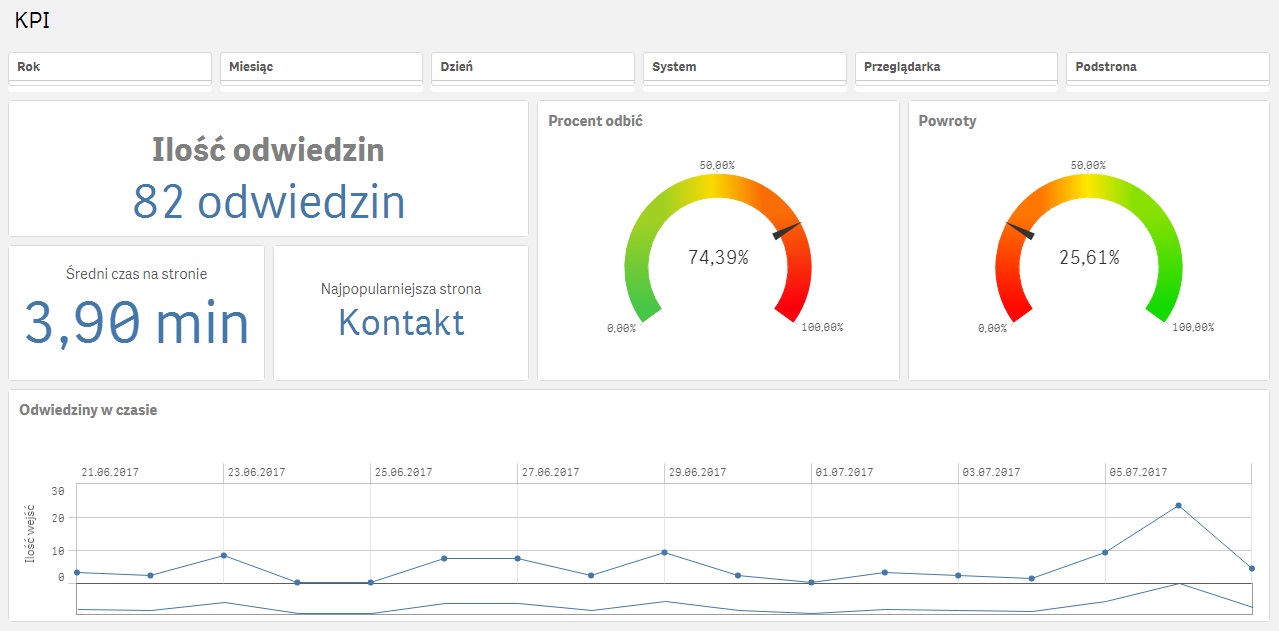 KPI
Rok
Miesiąc
Dzień
System
Przeglądarka
Podstrona
Ilość odwiedzin
82 odwiedzin
Średni czas na stronie
3,90 min
Najpopularniejsza strona
Kontakt
Procent odbić
50,00%
74,39%
0,00%
100,00%
Powroty
50,00%
25,61%
0,00%
100,00%
Odwiedziny w czasie
21.06.2017 23.06.2017 25.06.2017 27.06.2017 29.06.2017 01.07.2017 03.07.2017 05.07.2017
Ilość wejść
30
20
10
0